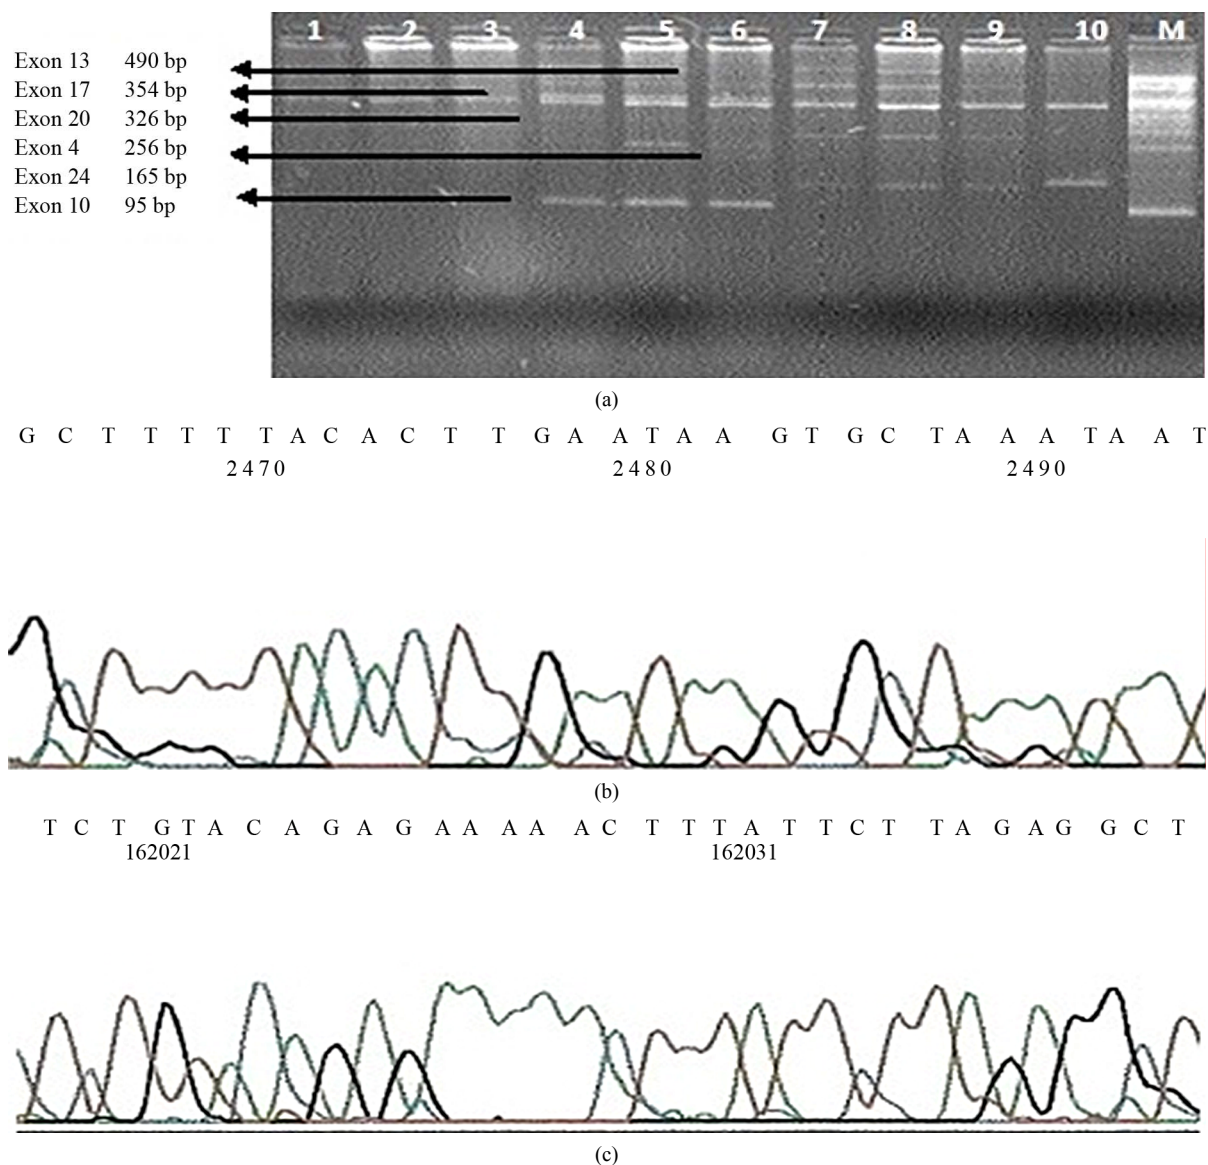 1 2 3 4 5 6 7 8 9 10 M
Exon 13 490 bp
Exon 17 354 bp
Exon 20 326 bp
Exon 4 256 bp
Exon 24 165 bp
Exon 10 95 bp
(a)
G C T T T T T A C A C T T G A A T A A G T G C T A A A T A A T
2470 2480 2490
(b)
T C T G T A C A G A G A A A A A C T T T A T T C T T A G A G G C T
162021 162031
(c)